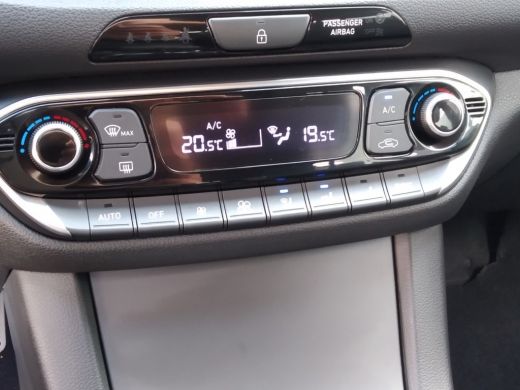 PASSENGER
AIRBAG
A/C
20.5°C
19.5°C
MAX
A/C
AUTO
OFF